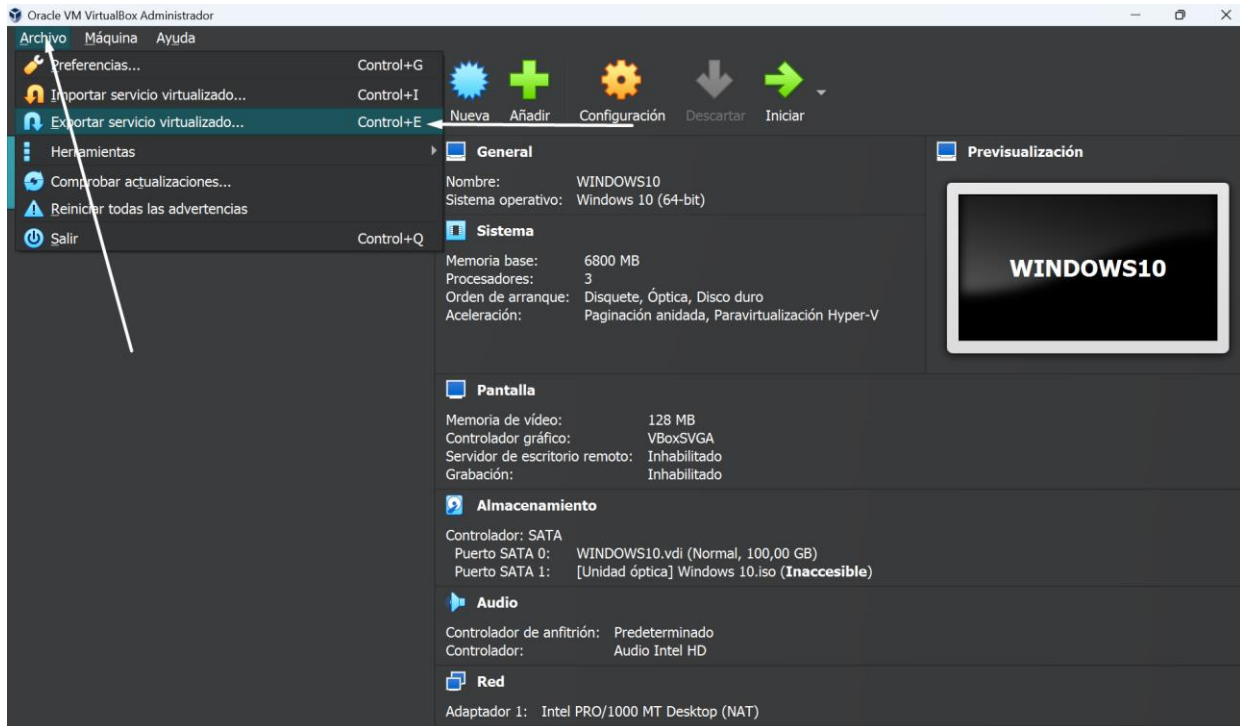 Oracle VM VirtualBox Administrador
Archivo Máquina Ayuda
Preferencias... Control+G
Importar servicio virtualizado... Control+I
Exportar servicio virtualizado... Control+E
Herramientas
Comprobar actualizaciones...
Reiniciar todas las advertencias
Salir Control+Q
Nueva Añadir Configuración Descartar Iniciar
General
Nombre: WINDOWS10
Sistema operativo: Windows 10 (64-bit)
Sistema
Memoria base: 6800 MB
Procesadores: 3
Orden de arranque: Disquete, Óptica, Disco duro
Aceleración: Paginación anidada, Paravirtualización Hyper-V
Previsualización
WINDOWS10
Pantalla
Memoria de vídeo: 128 MB
Controlador gráfico: VBoxSVGA
Servidor de escritorio remoto: Inhabilitado
Grabación: Inhabilitado
Almacenamiento
Controlador: SATA
Puerto SATA 0: WINDOWS10.vdi (Normal, 100,00 GB)
Puerto SATA 1: [Unidad óptica] Windows 10.iso (Inaccesible)
Audio
Controlador de anfitrión: Predeterminado
Controlador: Audio Intel HD
Red
Adaptador 1: Intel PRO/1000 MT Desktop (NAT)